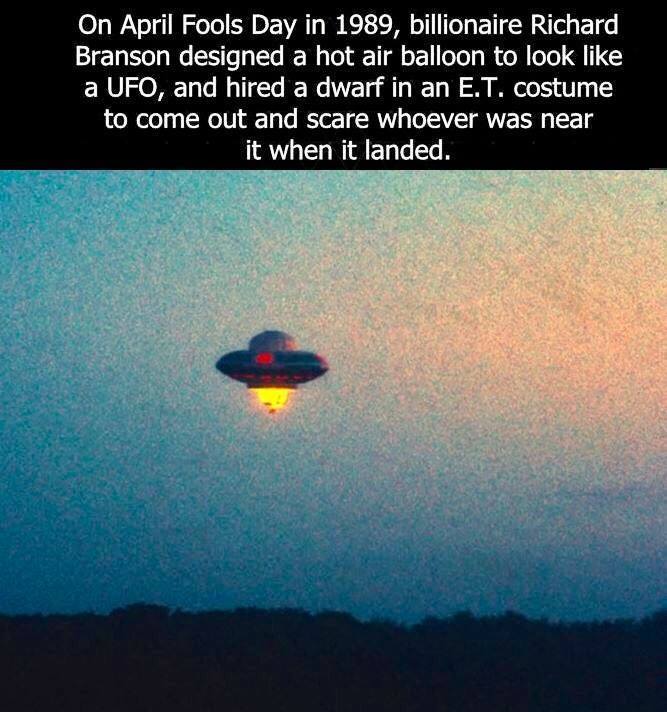 On April Fools Day in 1989, billionaire Richard
Branson designed a hot air balloon to look like
a UFO, and hired a dwarf in an E.T. costume
to come out and scare whoever was near
it when it landed.